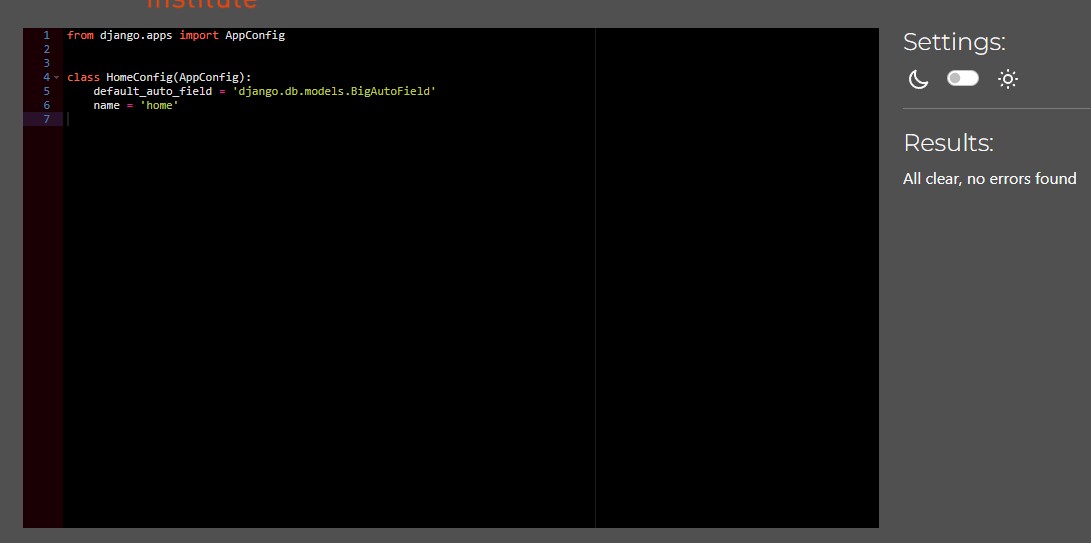 institute
1 from django.apps import AppConfig
2
3
4 class HomeConfig(AppConfig):
5     default_auto_field = 'django.db.models.BigAutoField'
6     name = 'home'
7
Settings:
Results:
All clear, no errors found